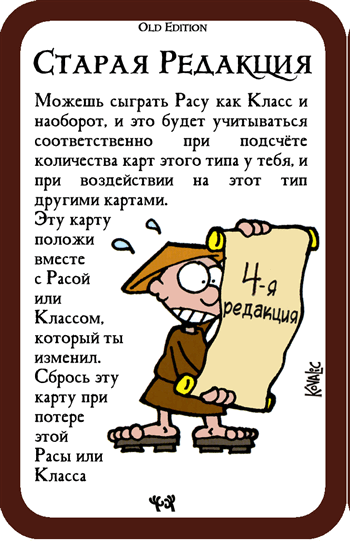 Old Edition
Старая Редакция
Можешь сыграть Расу как Класс и
наоборот, и это будет учитываться
соответственно при подсчёте
количества карт этого типа у тебя, и
при воздействии на этот тип
другими картами.
Эту карту
положи
вместе
с Расой
или
Классом,
который ты
изменил.
Сбрось эту
карту при
потере
этой
Расы или
Класса
4-я
редакция
Kovalic